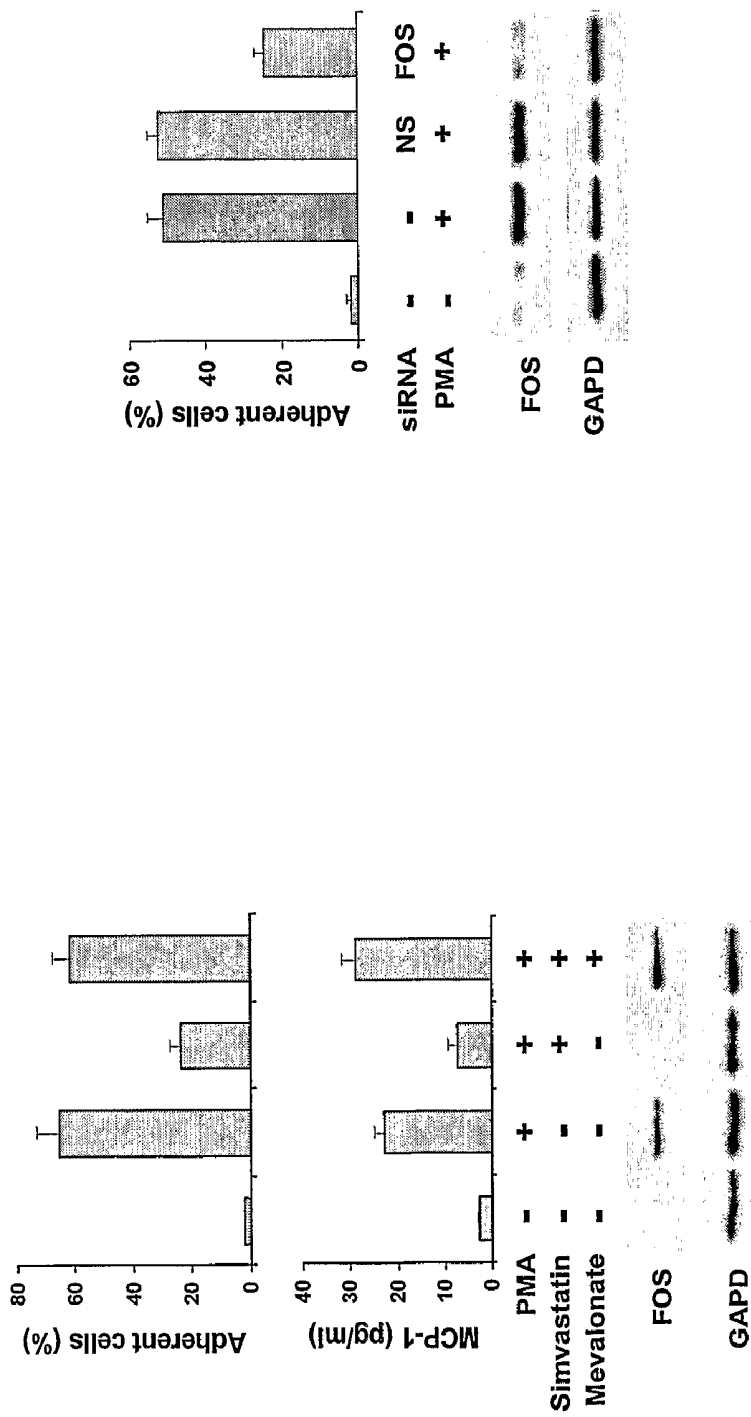 Adherent cells (%)
60
40
20
0
siRNA - - NS FOS
PMA - + + +
FOS
GAPD
Adherent cells (%)
80
60
40
20
0
MCP-1 (pg/ml)
40
30
20
10
0
PMA - + + +
Simvastatin - - + +
Mevalonate - - - +
FOS
GAPD